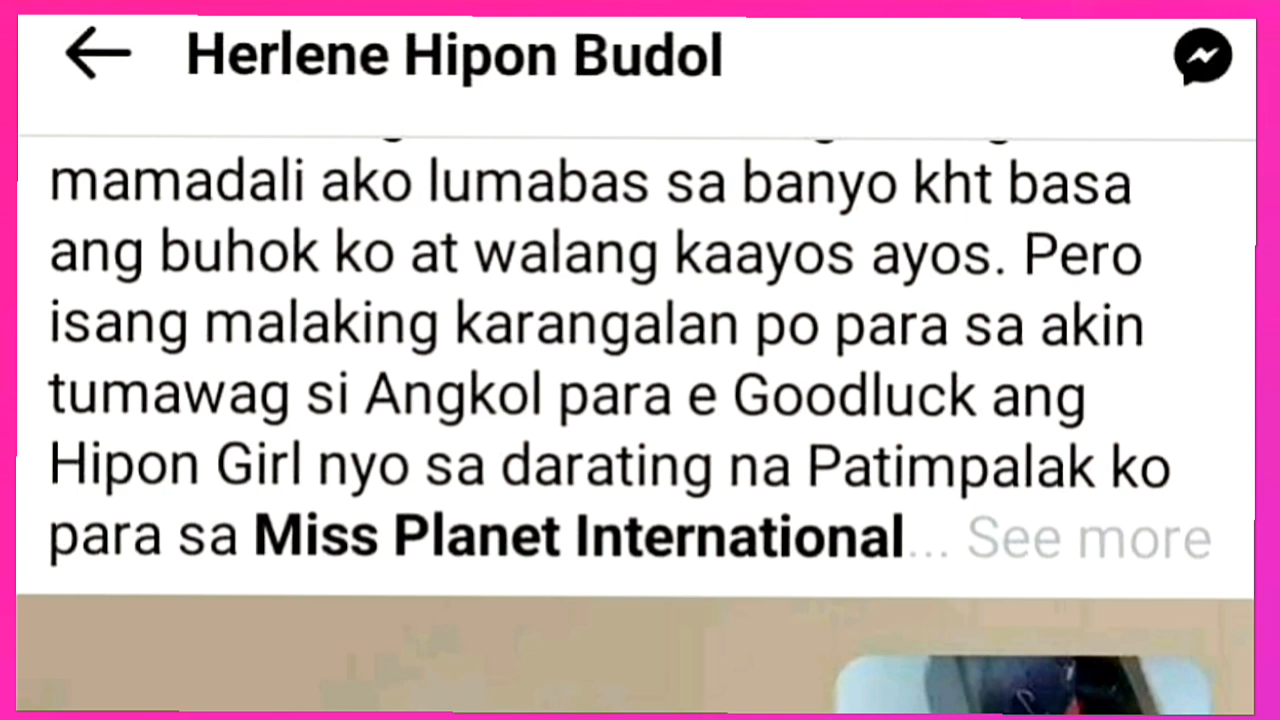 Herlene Hipon Budol
mamadali ako lumabas sa banyo kht basa
ang buhok ko at walang kaayos ayos. Pero
isang malaking karangalan po para sa akin
tumawag si Angkol para e Goodluck ang
Hipon Girl nyo sa darating na Patimpalak ko
para sa Miss Planet International... See more